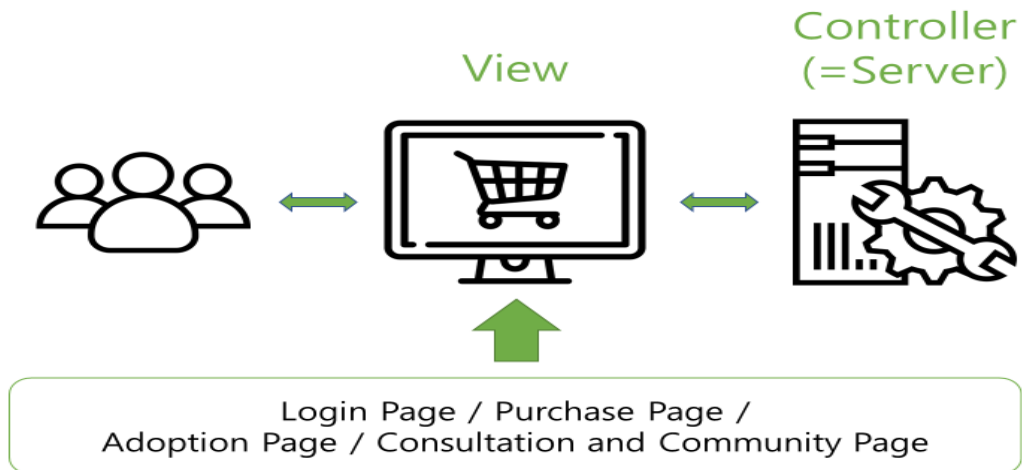 Controller
(=Server)
View
Login Page / Purchase Page /
Adoption Page / Consultation and Community Page